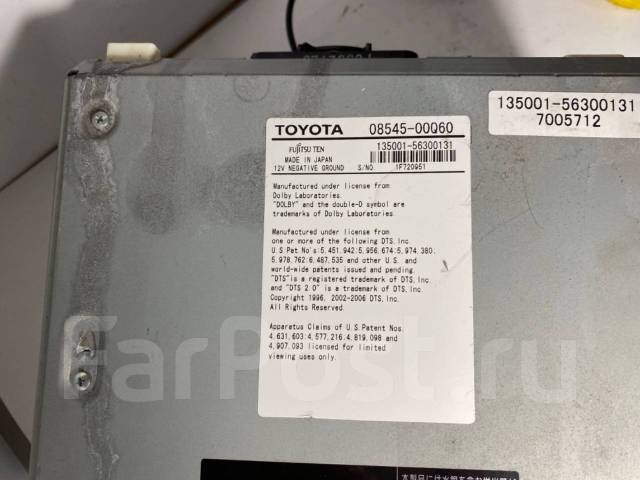 135001-56300131
7005712
TOYOTA 08545-00Q60
FUJITSU TEN 135001-56300131
MADE IN JAPAN
12V NEGATIVE GROUND S/NO. 1F720951
Manufactured under license from
Dolby Laboratories.
"DOLBY" and the double-D symbol are
trademarks of Dolby Laboratories.
Manufactured under license from
one or more of the following DTS, Inc.
U.S.Pat.No's:5,451,942;5,956,674;5,974,380;
5,978,762;6,487,535 and other U.S. and
world-wide patents issued and pending.
"DTS"is a registered trademark of DTS, Inc.
and "DTS 2.0" is a trademark of DTS, Inc.
Copyright 1996, 2002-2006 DTS, Inc.
All Rights Reserved.
Apparatus Claims of U.S.Patent Nos.
4,631,603;4,577,216;4,819,098 and
4,907,093 licensed for limited
viewing uses only.
FarPost.ru